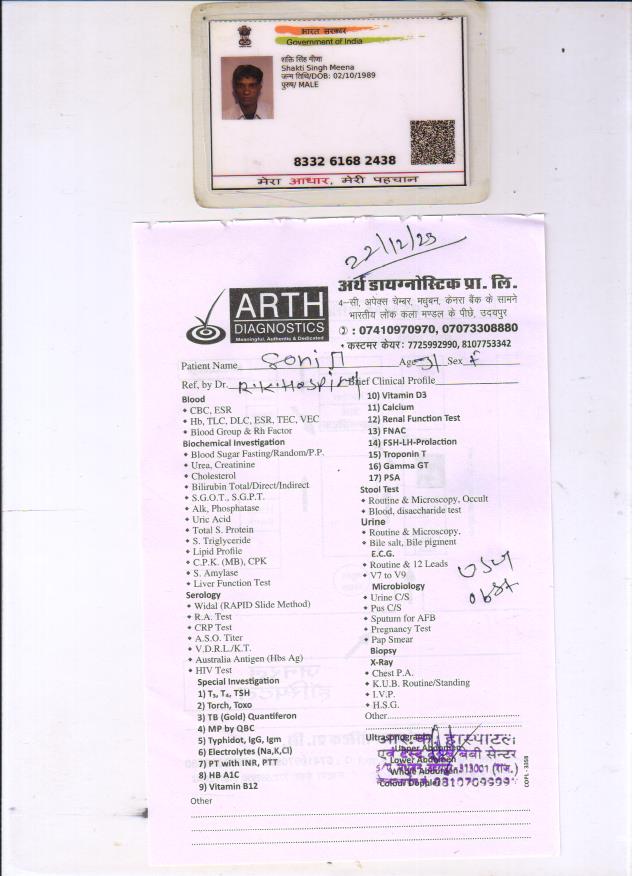 भारत सरकार
Government of India
शक्ति सिंह मीणा
Shakti Singh Meena
जन्म तिथि/DOB: 02/10/1989
पुरुष/ MALE
8332 6168 2438
मेरा आधार, मेरी पहचान
22/12/23
ARTH
DIAGNOSTICS
Meaningful, Authentic & Dedicated
अर्थ डायग्नोस्टिक प्रा. लि.
4-सी, अपेक्स चेम्बर, मधुबन, केनरा बैंक के सामने
भारतीय लोक कला मण्डल के पीछे, उदयपुर
: 07410970970, 07073308880
कस्टमर केयर: 7725992990, 8107753342
Patient Name Age 31 Sex F
Ref, by Dr. R.K. Hospital Brief Clinical Profile
Blood
CBC, ESR
Hb, TLC, DLC, ESR, TEC, VEC
Blood Group & Rh Factor
Biochemical Investigation
Blood Sugar Fasting/Random/P.P.
Urea, Creatinine
Cholesterol
Bilirubin Total/Direct/Indirect
S.G.O.T., S.G.P.T.
Alk, Phosphatase
Uric Acid
Total S. Protein
S. Triglyceride
Lipid Profile
C.P.K. (MB), CPK
S. Amylase
Liver Function Test
Serology
Widal (RAPID Slide Method)
R.A. Test
CRP Test
A.S.O. Titer
V.D.R.L./K.T.
Australia Antigen (Hbs Ag)
HIV Test
Special Investigation
1) T₃, T₄, TSH
2) Torch, Toxo
3) TB (Gold) Quantiferon
4) MP by QBC
5) Typhidot, IgG, Igm
6) Electrolytes (Na,K,Cl)
7) PT with INR, PTT
8) HB A1C
9) Vitamin B12
10) Vitamin D3
11) Calcium
12) Renal Function Test
13) FNAC
14) FSH-LH-Prolaction
15) Troponin T
16) Gamma GT
17) PSA
Stool Test
Routine & Microscopy, Occult
Blood, disaccharide test
Urine
Routine & Microscopy.
Bile salt, Bile pigment
E.C.G.
Routine & 12 Leads
V7 to V9
Microbiology
Urine C/S
Pus C/S
Sputum for AFB
Pregnancy Test
Pap Smear
Biopsy
X-Ray
Chest P.A.
K.U.B. Routine/Standing
I.V.P.
H.S.G.
Other
USG
obst
Upper Abdomen
Lower Abdomen
Whole Abdomen
Colour Doppler
313001 (राज.)
COPL - 3358
Other